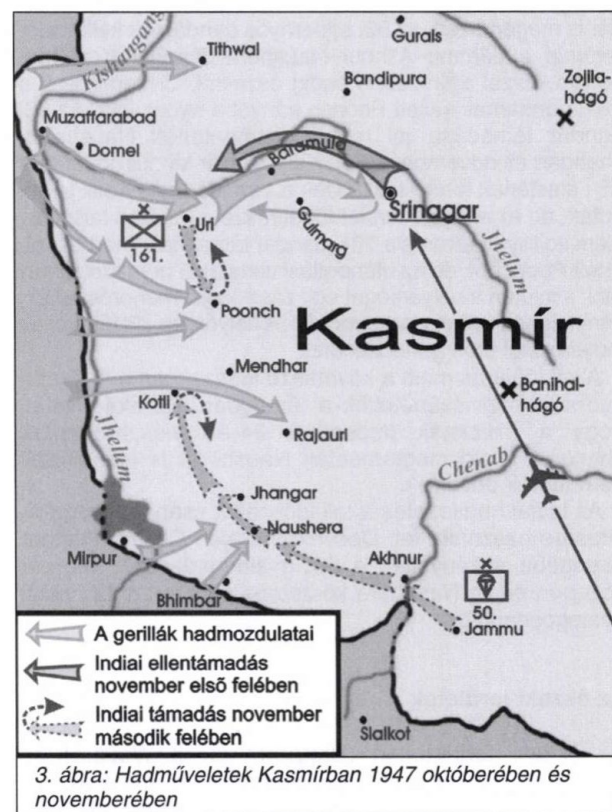 Gurais
Kishanganga
Tithwal
Bandipura
Zojila-
hágó
Muzaffarabad
Domel
Baramula
Srinagar
Uri
Gulmarg
161.
Jhelum
Poonch
Kasmír
Mendhar
Banihal-
hágó
Kotli
Rajauri
Jhelum
Chenab
Jhangar
Naushera
Mirpur
Akhnur
Bhimbar
50.
Jammu
A gerillák hadmozdulatai
Indiai ellentámadás
november első felében
Indiai támadás november
második felében
Sialkot
3. ábra: Hadműveletek Kasmírban 1947 októberében és
novemberében